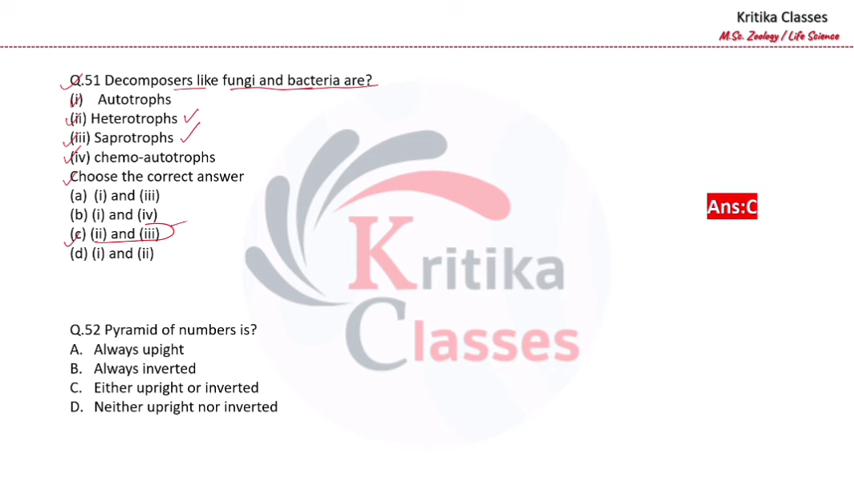 Kritika Classes
M.Sc. Zoology / Life Science
Q.51 Decomposers like fungi and bacteria are?
(i) Autotrophs
(ii) Heterotrophs
(iii) Saprotrophs
(iv) chemo-autotrophs
Choose the correct answer
(a) (i) and (iii)
(b) (i) and (iv)
(c) (ii) and (iii)
(d) (i) and (ii)
Ans:C
Kritika
Classes
Q.52 Pyramid of numbers is?
A. Always upight
B. Always inverted
C. Either upright or inverted
D. Neither upright nor inverted